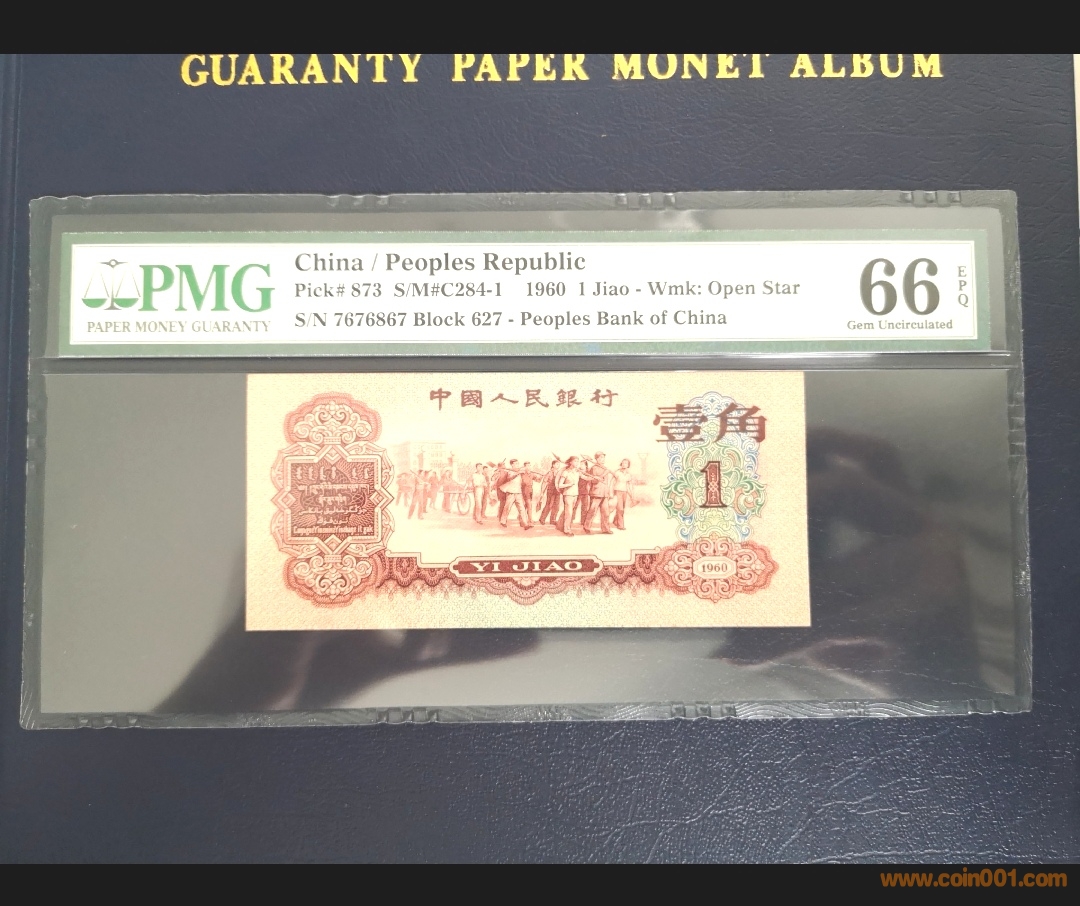 GUARANTY PAPER MONEY ALBUM
PMG
PAPER MONEY GUARANTY
China / Peoples Republic
Pick# 873 S/M#C284-1 1960 1 Jiao - Wmk: Open Star
S/N 7676867 Block 627 - Peoples Bank of China
66
EPQ
Gem Uncirculated
中國人民銀行
壹角
1
YI JIAO
1960
www.coin001.com